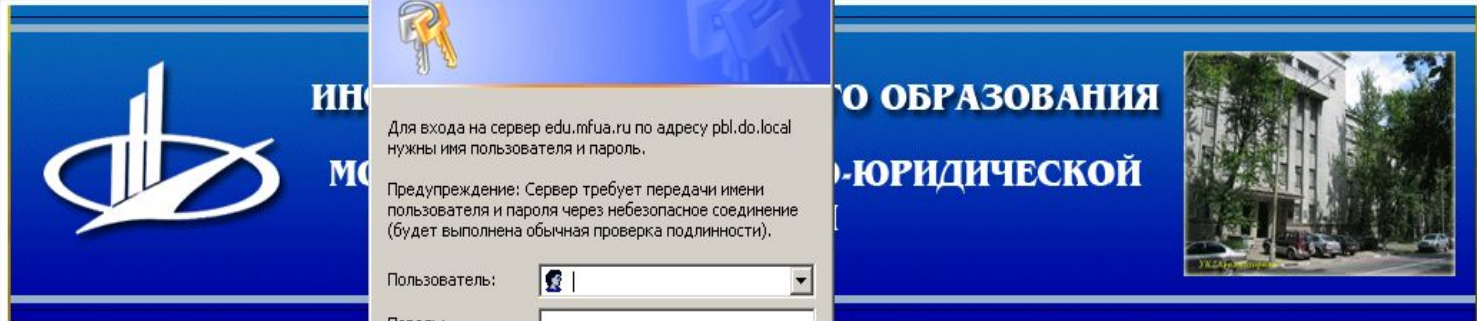 ИН
О ОБРАЗОВАНИЯ
МО
-ЮРИДИЧЕСКОЙ
Для входа на сервер edu.mfua.ru по адресу pbl.do.local
нужны имя пользователя и пароль.
Предупреждение: Сервер требует передачи имени
пользователя и пароля через небезопасное соединение
(будет выполнена обычная проверка подлинности).
Пользователь: